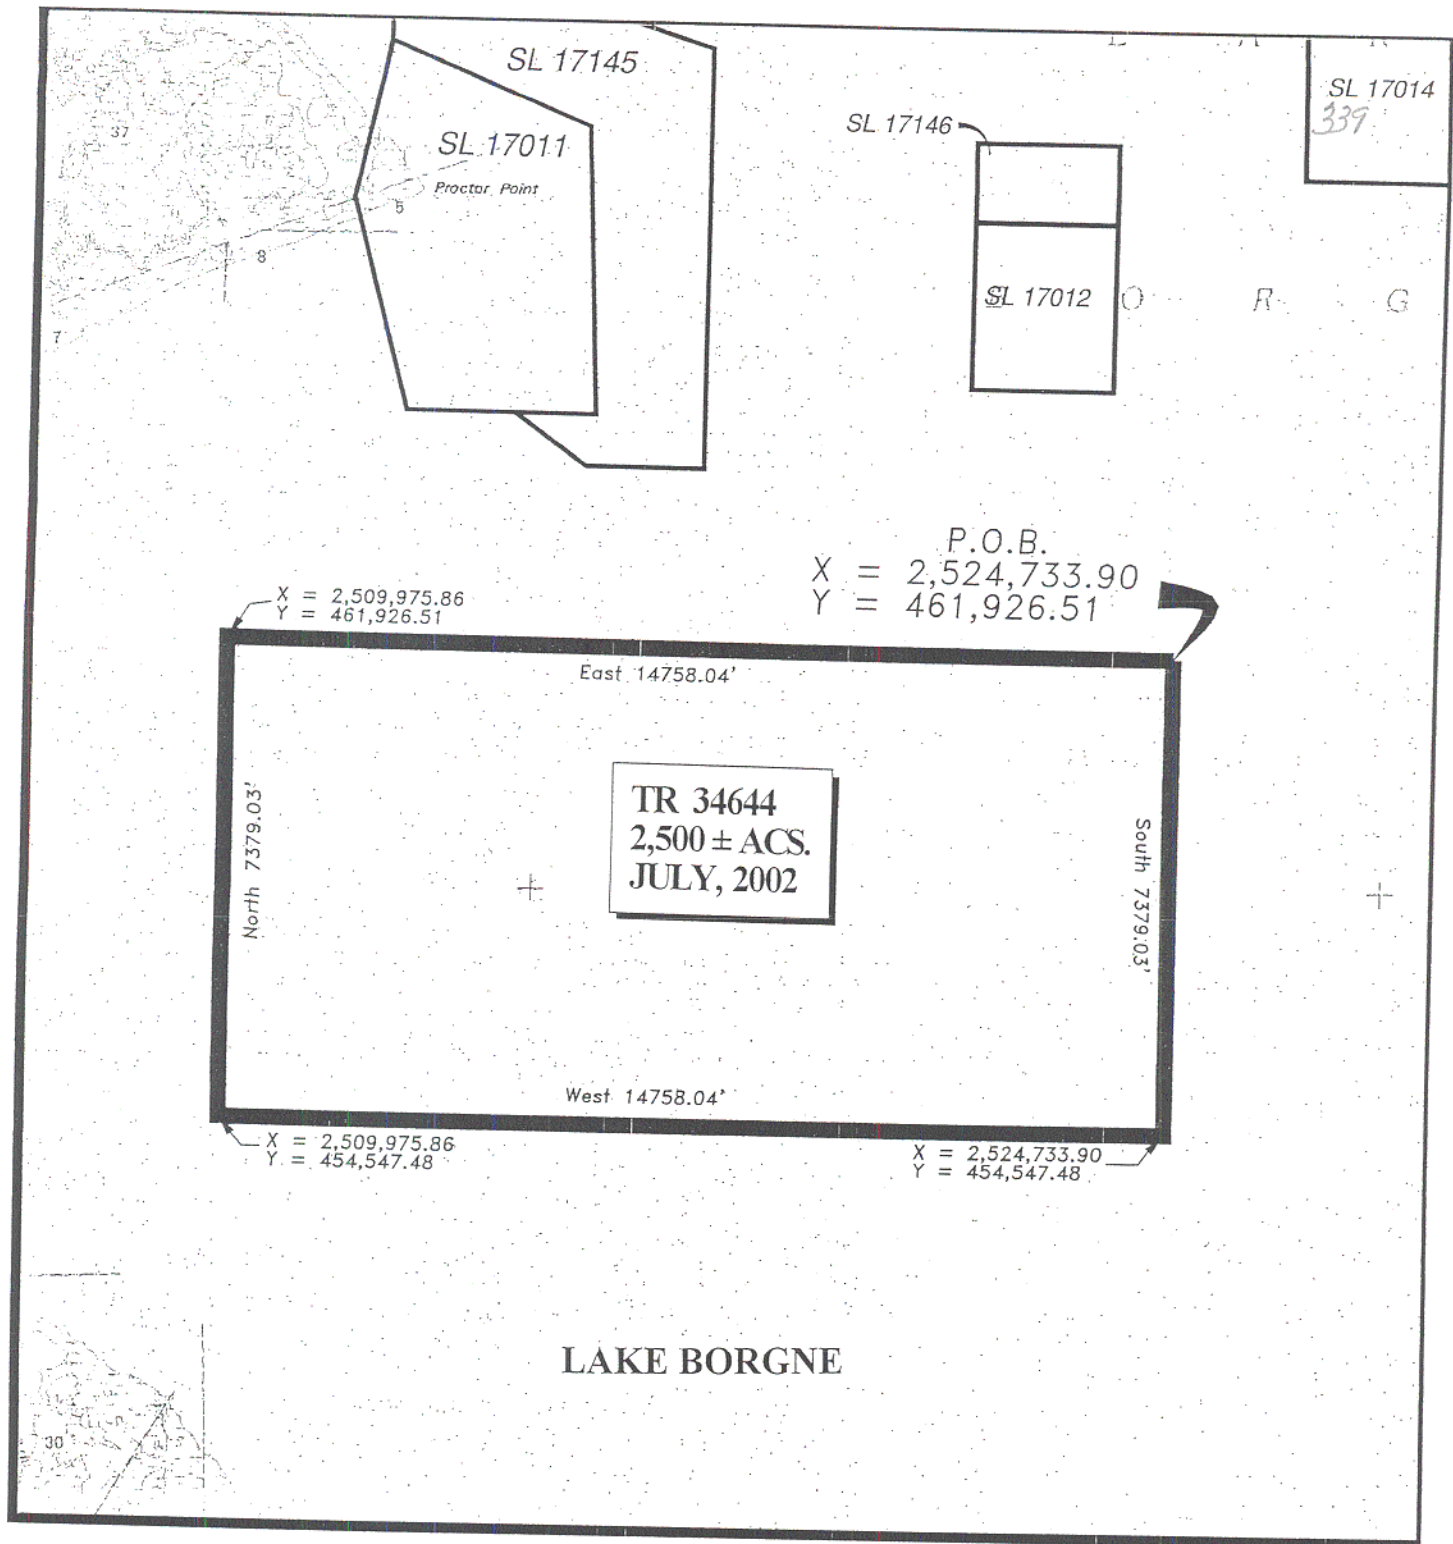 L A K
SL 17145
SL 17014
339
SL 17146
37
SL 17011
Proctor Point
5
8
SL 17012
O R G
7
P.O.B.
X = 2,524,733.90
Y = 461,926.51
X = 2,509,975.86
Y = 461,926.51
East 14758.04'
TR 34644
2,500 ± ACS.
JULY, 2002
North 7379.03'
South 7379.03'
West 14758.04'
X = 2,509,975.86
Y = 454,547.48
X = 2,524,733.90
Y = 454,547.48
LAKE BORGNE
30